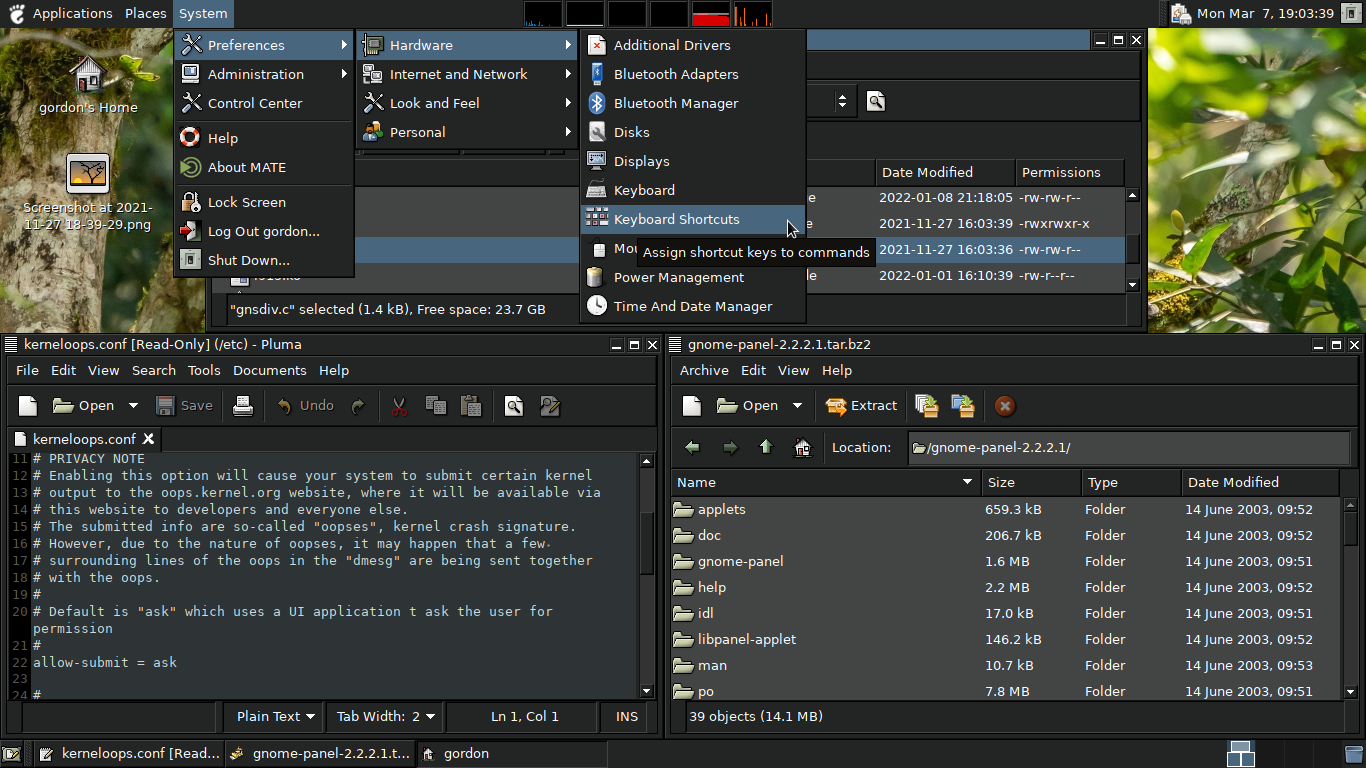 Applications Places System
Mon Mar  7, 19:03:39
gordon's Home
Screenshot at 2021-
11-27 18-39-29.png
Preferences
Administration
Control Center
Help
About MATE
Lock Screen
Log Out gordon...
Shut Down...
Hardware
Internet and Network
Look and Feel
Personal
Additional Drivers
Bluetooth Adapters
Bluetooth Manager
Disks
Displays
Keyboard
Keyboard Shortcuts
Assign shortcut keys to commands
Power Management
Time And Date Manager
Date Modified Permissions
2022-01-08 21:18:05 -rw-rw-r--
2021-11-27 16:03:39 -rwxrwxr-x
2021-11-27 16:03:36 -rw-rw-r--
2022-01-01 16:10:39 -rw-r--r--
"gnsdiv.c" selected (1.4 kB), Free space: 23.7 GB
kerneloops.conf [Read-Only] (/etc) - Pluma
File Edit View Search Tools Documents Help
Open Save Undo
kerneloops.conf
11 # PRIVACY NOTE
12 # Enabling this option will cause your system to submit certain kernel
13 # output to the oops.kernel.org website, where it will be available via
14 # this website to developers and everyone else.
15 # The submitted info are so-called "oopses", kernel crash signature.
16 # However, due to the nature of oopses, it may happen that a few
17 # surrounding lines of the oops in the "dmesg" are being sent together
18 # with the oops.
19 #
20 # Default is "ask" which uses a UI application t ask the user for
permission
21 #
22 allow-submit = ask
23
24 #
Plain Text Tab Width: 2 Ln 1, Col 1 INS
gnome-panel-2.2.2.1.tar.bz2
Archive Edit View Help
Open Extract
Location: /gnome-panel-2.2.2.1/
Name Size Type Date Modified
applets 659.3 kB Folder 14 June 2003, 09:52
doc 206.7 kB Folder 14 June 2003, 09:52
gnome-panel 1.6 MB Folder 14 June 2003, 09:51
help 2.2 MB Folder 14 June 2003, 09:52
idl 17.0 kB Folder 14 June 2003, 09:51
libpanel-applet 146.2 kB Folder 14 June 2003, 09:52
man 10.7 kB Folder 14 June 2003, 09:53
po 7.8 MB Folder 14 June 2003, 09:51
39 objects (14.1 MB)
kerneloops.conf [Read... gnome-panel-2.2.2.1.t... gordon